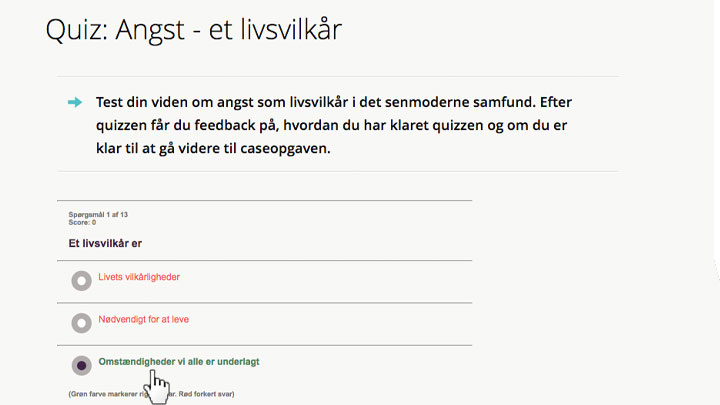 Quiz: Angst - et livsvilkår
Test din viden om angst som livsvilkår i det senmoderne samfund. Efter
quizzen får du feedback på, hvordan du har klaret quizzen og om du er
klar til at gå videre til caseopgaven.
Spørgsmål 1 af 13
Score: 0
Et livsvilkår er
Livets vilkårligheder
Nødvendigt for at leve
Omstændigheder vi alle er underlagt
(Grøn farve markerer Rød forkert svar)